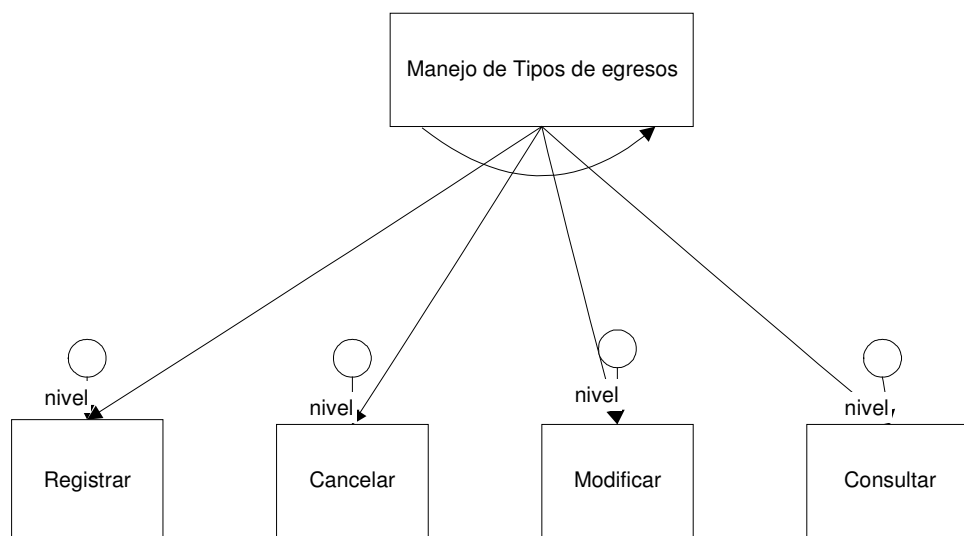 Manejo de Tipos de egresos
nivel
nivel
nivel
nivel
Registrar
Cancelar
Modificar
Consultar